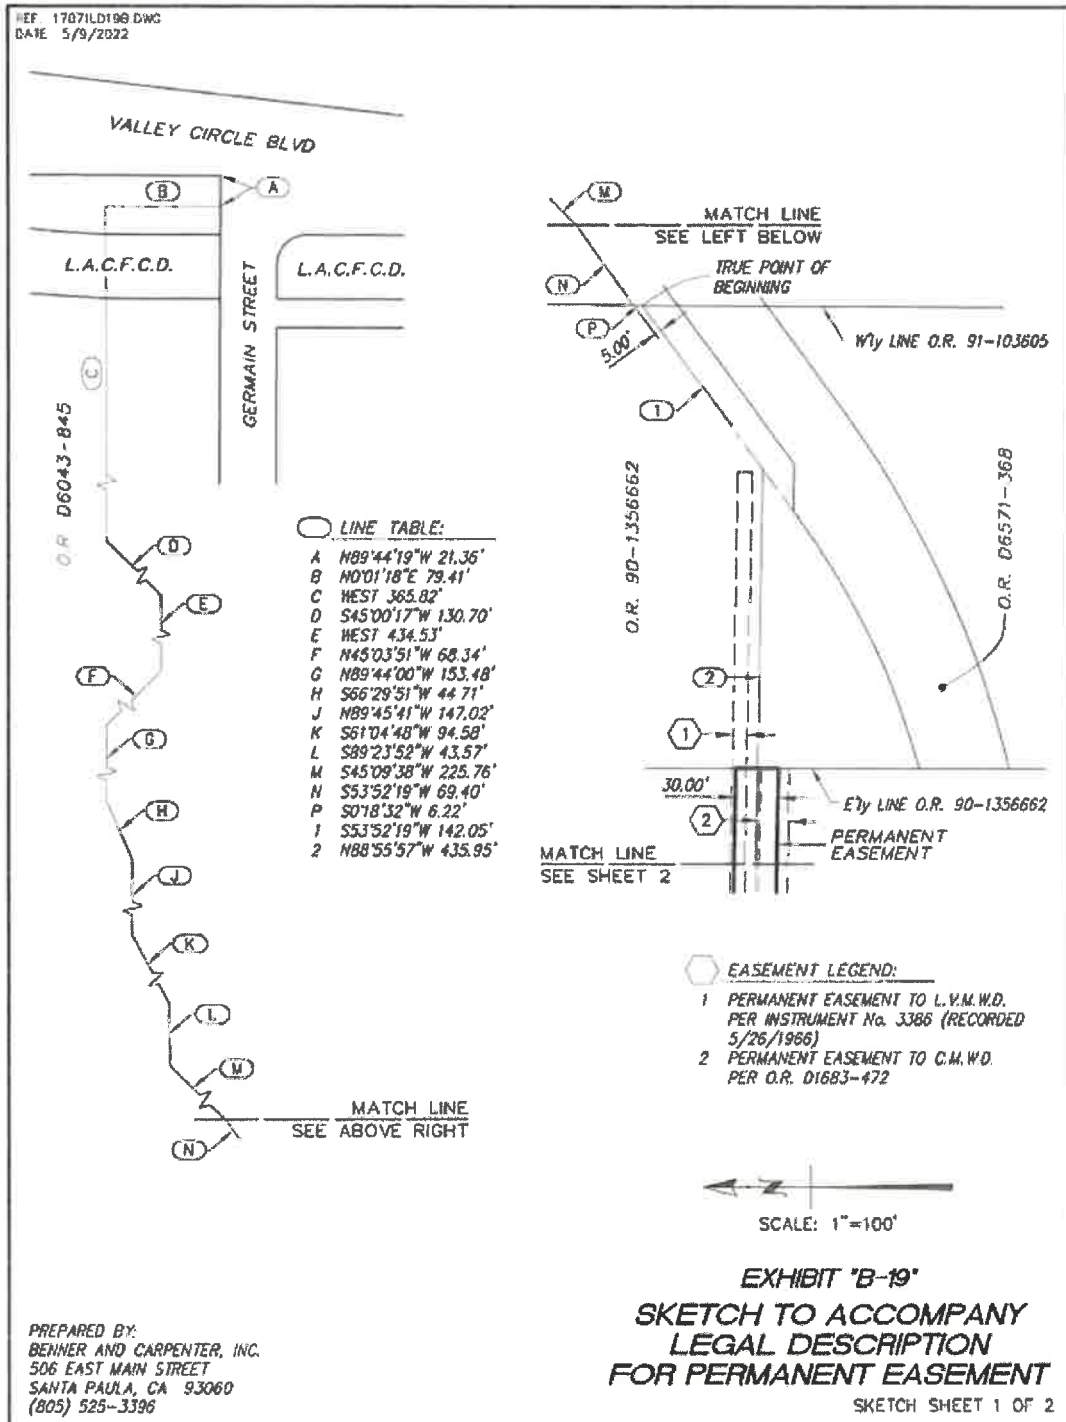 REF. 17071LD19B.DWG
DATE 5/9/2022
VALLEY CIRCLE BLVD
B
A
L.A.C.F.C.D.
L.A.C.F.C.D.
GERMAIN STREET
C
O.R. D6043-845
D
E
F
G
H
J
K
L
M
N
MATCH LINE
SEE ABOVE RIGHT
LINE TABLE:
A N89°44'19"W 21.36'
B N0°01'18"E 79.41'
C WEST 365.82'
D S45°00'17"W 130.70'
E WEST 434.53'
F N45°03'51"W 68.34'
G N89°44'00"W 153.48'
H S66°29'51"W 44.71'
J N89°45'41"W 147.02'
K S61°04'48"W 94.58'
L S89°23'52"W 43.57'
M S45°09'38"W 225.76'
N S53°52'19"W 69.40'
P S0°18'32"W 6.22'
1 S53°52'19"W 142.05'
2 N88°55'57"W 435.95'
M
MATCH LINE
SEE LEFT BELOW
N
TRUE POINT OF
BEGINNING
P
5.00'
W'ly LINE O.R. 91-103605
1
O.R. 90-1356662
O.R. D6571-368
2
1
30.00'
E'ly LINE O.R. 90-1356662
2
PERMANENT
EASEMENT
MATCH LINE
SEE SHEET 2
EASEMENT LEGEND:
1 PERMANENT EASEMENT TO L.V.M.W.D.
PER INSTRUMENT No. 3386 (RECORDED
5/26/1966)
2 PERMANENT EASEMENT TO C.M.W.D.
PER O.R. D1683-472
N
SCALE: 1"=100'
EXHIBIT "B-19"
SKETCH TO ACCOMPANY
LEGAL DESCRIPTION
FOR PERMANENT EASEMENT
SKETCH SHEET 1 OF 2
PREPARED BY:
BENNER AND CARPENTER, INC.
506 EAST MAIN STREET
SANTA PAULA, CA 93060
(805) 525-3396